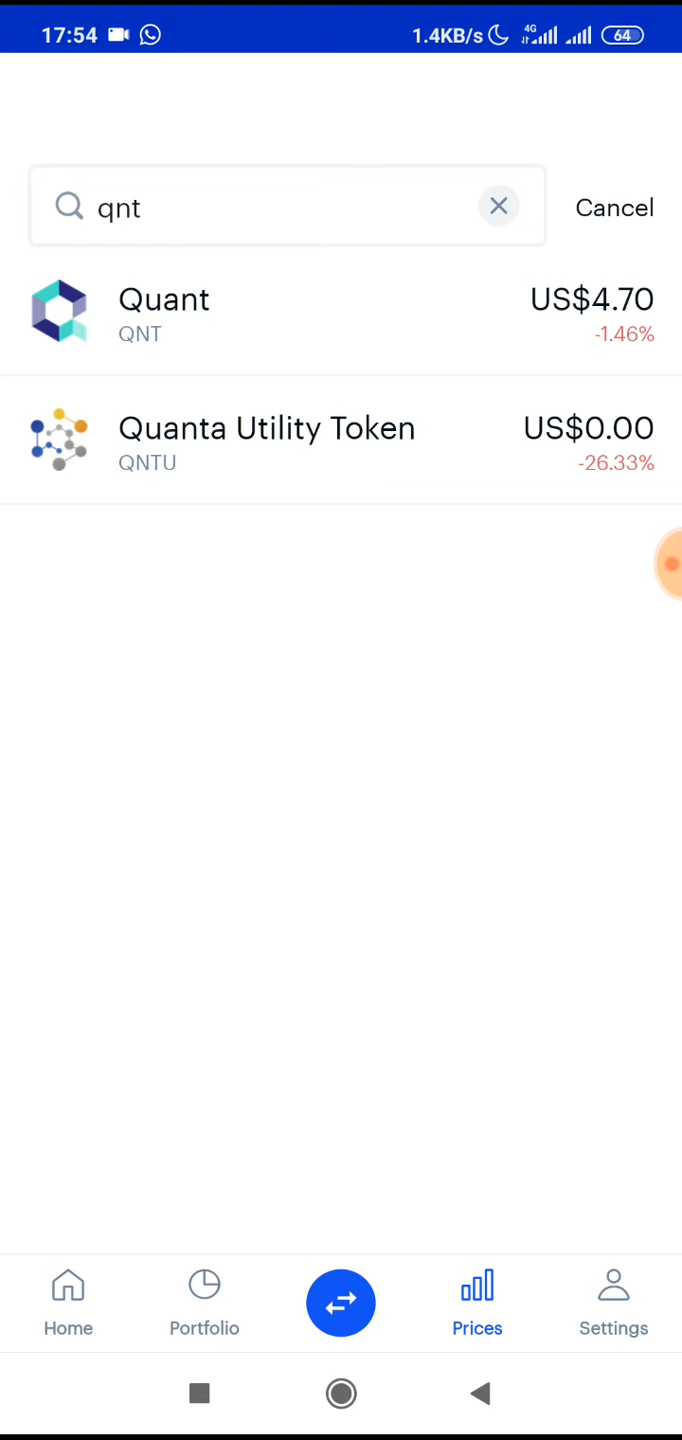 17:54 1.4KB/s 4G 64
qnt Cancel
Quant US$4.70
QNT -1.46%
Quanta Utility Token US$0.00
QNTU -26.33%
Home Portfolio Prices Settings